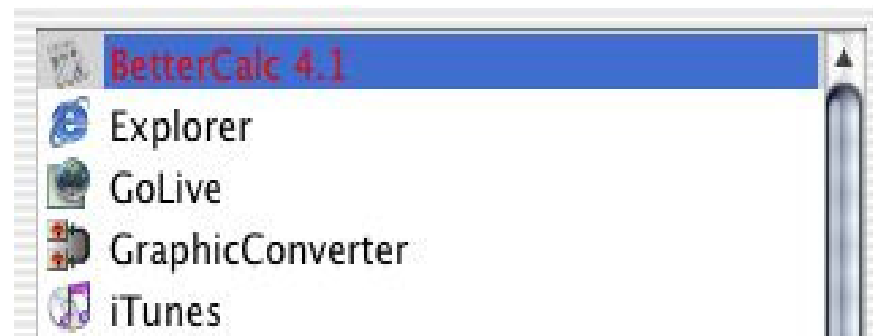 BetterCalc 4.1
Explorer
GoLive
GraphicConverter
iTunes